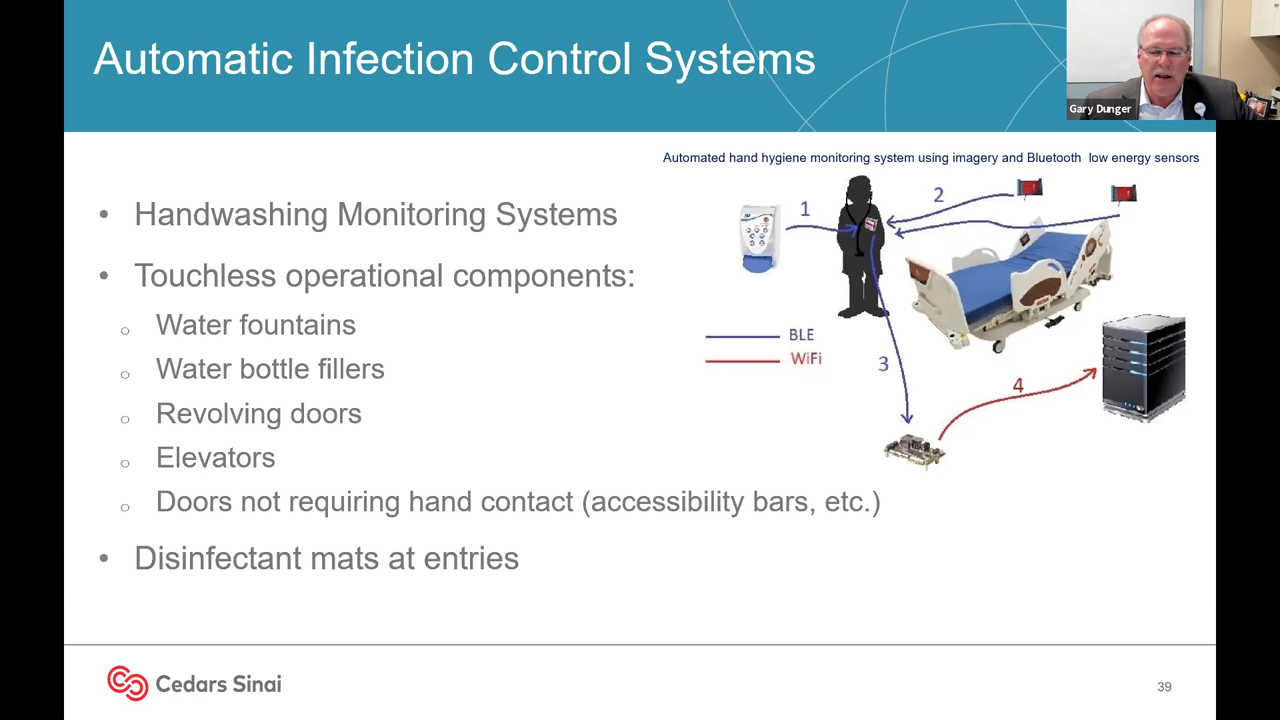 Automatic Infection Control Systems
Gary Dunger
Automated hand hygiene monitoring system using imagery and Bluetooth low energy sensors
• Handwashing Monitoring Systems
• Touchless operational components:
o Water fountains
o Water bottle fillers
o Revolving doors
o Elevators
o Doors not requiring hand contact (accessibility bars, etc.)
• Disinfectant mats at entries
1
2
BLE
WiFi
3
4
Cedars Sinai
39